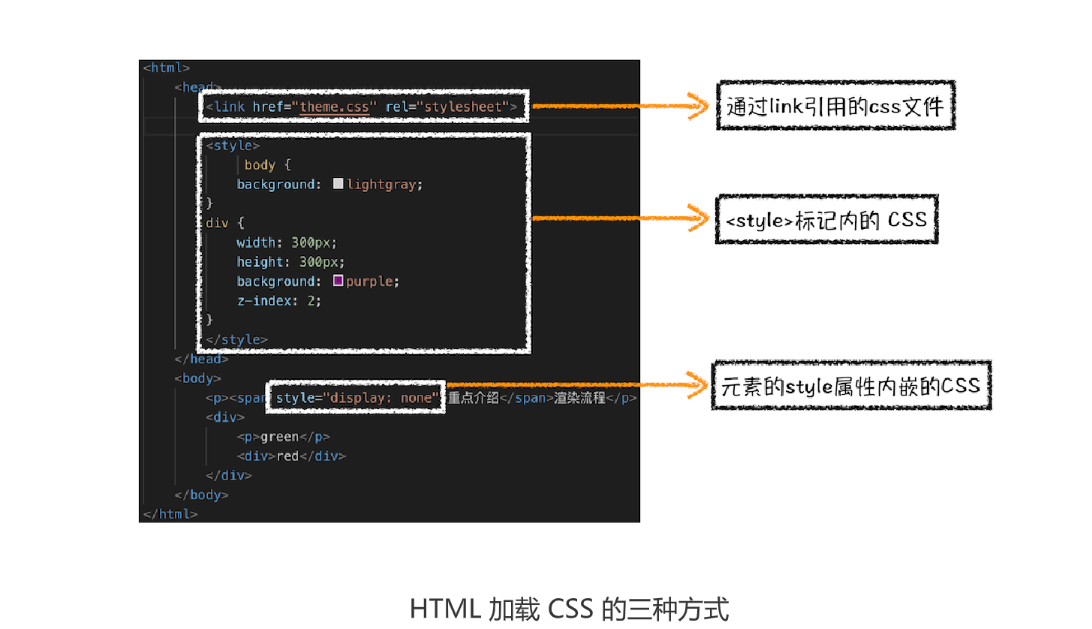 <html>
<head>
<link href="theme.css" rel="stylesheet">
通过link引用的css文件
<style>
body {
background: lightgray;
}
div {
width: 300px;
height: 300px;
background: purple;
z-index: 2;
}
</style>
<style>标记内的 CSS
</head>
<body>
<p><span style="display: none"重点介绍</span>渲染流程</p>
元素的style属性内嵌的CSS
<div>
<p>green</p>
<div>red</div>
</div>
</body>
</html>
HTML 加载 CSS 的三种方式